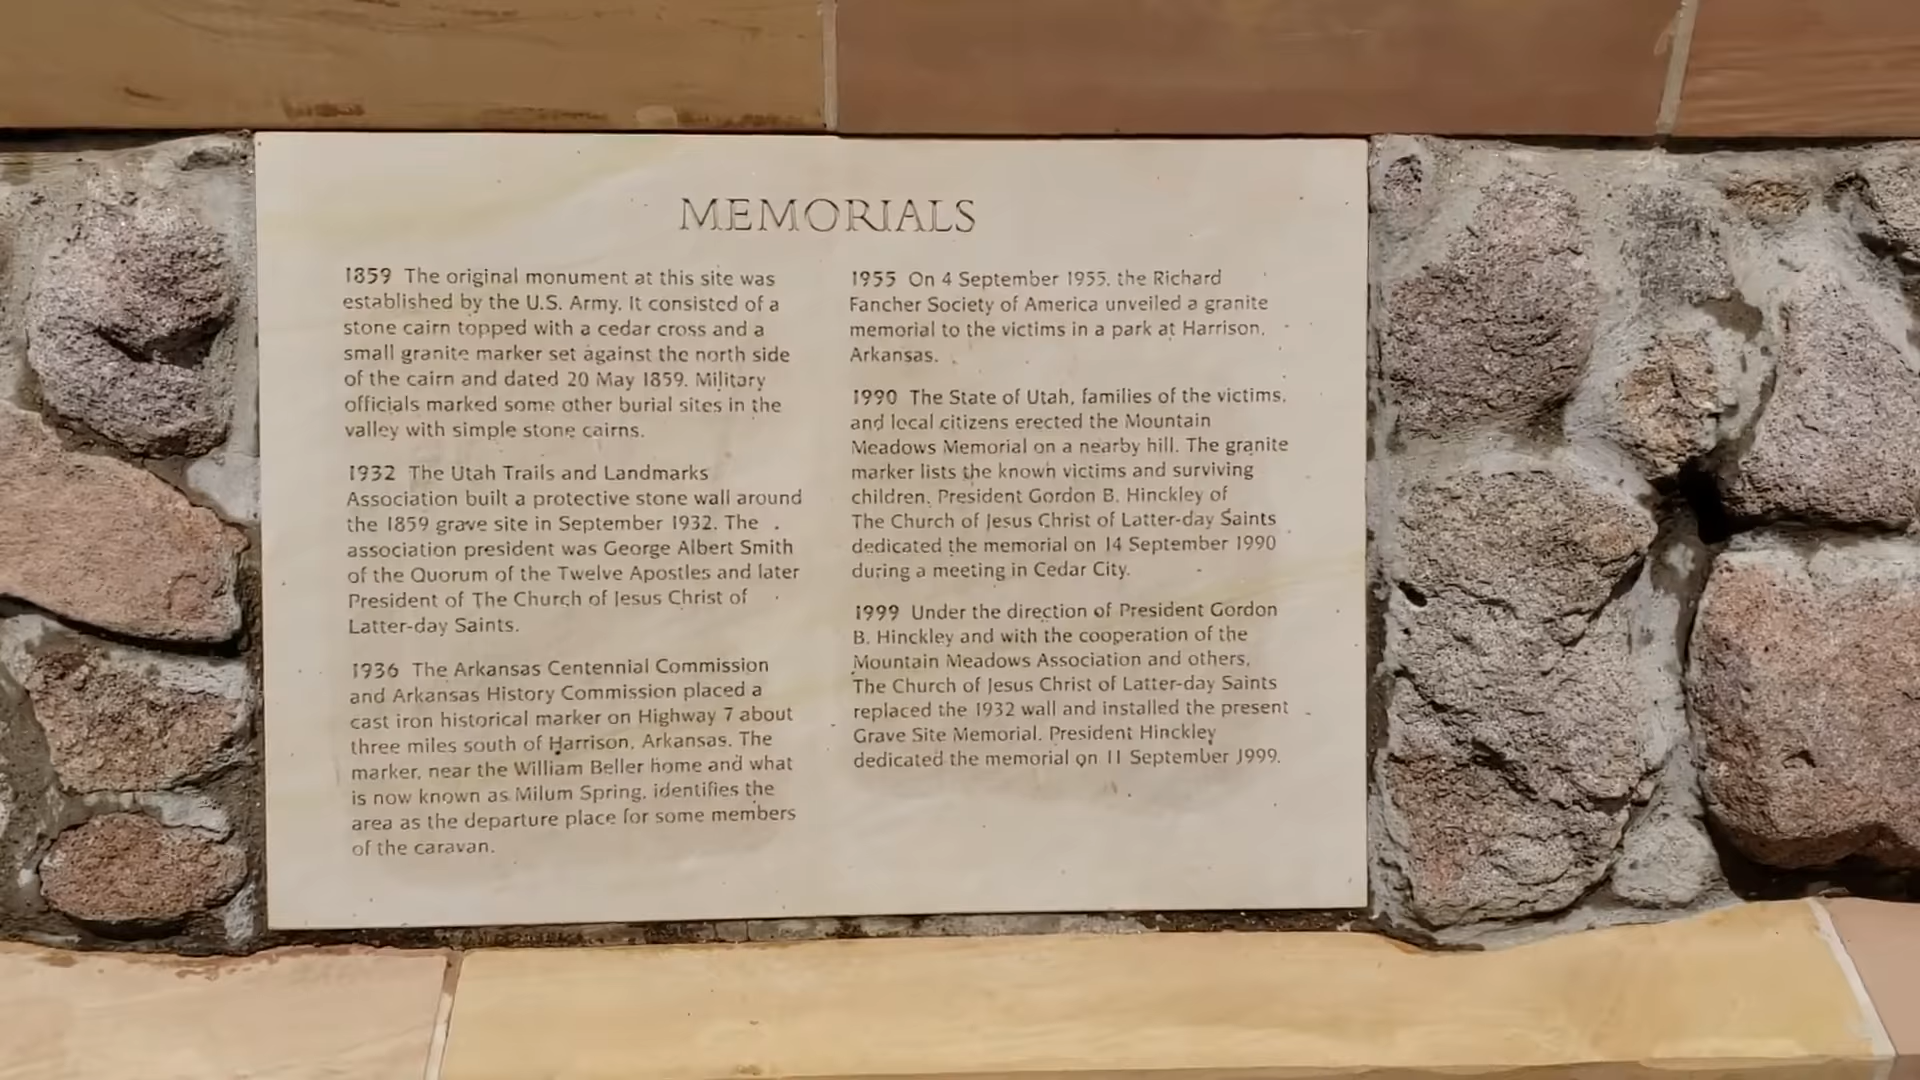 MEMORIALS
1859 The original monument at this site was
established by the U.S. Army. It consisted of a
stone cairn topped with a cedar cross and a
small granite marker set against the north side
of the cairn and dated 20 May 1859. Military
officials marked some other burial sites in the
valley with simple stone cairns.
1932 The Utah Trails and Landmarks
Association built a protective stone wall around
the 1859 grave site in September 1932. The
association president was George Albert Smith
of the Quorum of the Twelve Apostles and later
President of The Church of Jesus Christ of
Latter-day Saints.
1936 The Arkansas Centennial Commission
and Arkansas History Commission placed a
cast iron historical marker on Highway 7 about
three miles south of Harrison, Arkansas. The
marker, near the William Beller home and what
is now known as Milum Spring, identifies the
area as the departure place for some members
of the caravan.
1955 On 4 September 1955, the Richard
Fancher Society of America unveiled a granite
memorial to the victims in a park at Harrison,
Arkansas.
1990 The State of Utah, families of the victims,
and local citizens erected the Mountain
Meadows Memorial on a nearby hill. The granite
marker lists the known victims and surviving
children. President Gordon B. Hinckley of
The Church of Jesus Christ of Latter-day Saints
dedicated the memorial on 14 September 1990
during a meeting in Cedar City.
1999 Under the direction of President Gordon
B. Hinckley and with the cooperation of the
Mountain Meadows Association and others,
The Church of Jesus Christ of Latter-day Saints
replaced the 1932 wall and installed the present
Grave Site Memorial. President Hinckley
dedicated the memorial on 11 September 1999.